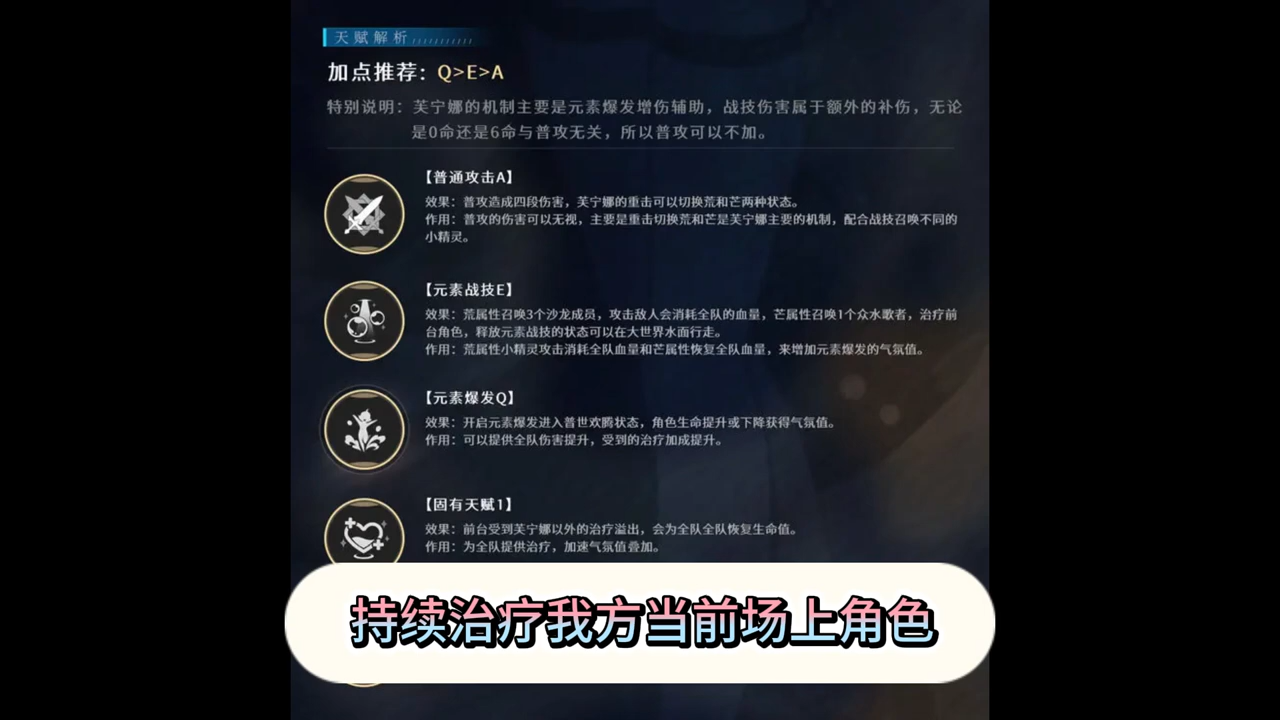 天赋解析
加点推荐：Q>E>A
特别说明：芙宁娜的机制主要是元素爆发增伤辅助，战技伤害属于额外的补伤，无论
是0命还是6命与普攻无关，所以普攻可以不加。
【普通攻击A】
效果：普攻造成四段伤害，芙宁娜的重击可以切换荒和芒两种状态。
作用：普攻的伤害可以无视，主要是重击切换荒和芒是芙宁娜主要的机制，配合战技召唤不同的
小精灵。
【元素战技E】
效果：荒属性召唤3个沙龙成员，攻击敌人会消耗全队的血量，芒属性召唤1个众水歌者，治疗前
台角色，释放元素战技的状态可以在大世界水面行走。
作用：荒属性小精灵攻击消耗全队血量和芒属性恢复全队血量，来增加元素爆发的气氛值。
【元素爆发Q】
效果：开启元素爆发进入普世欢腾状态，角色生命提升或下降获得气氛值。
作用：可以提供全队伤害提升，受到的治疗加成提升。
【固有天赋1】
效果：前台受到芙宁娜以外的治疗溢出，会为全队全队恢复生命值。
作用：为全队提供治疗，加速气氛值叠加。
持续治疗我方当前场上角色